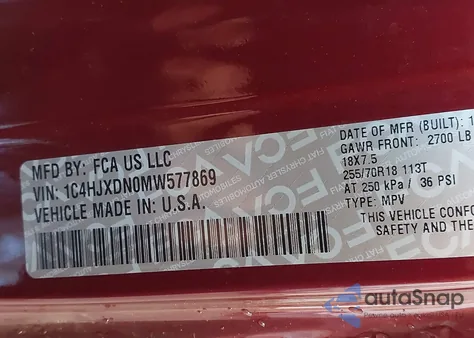 MFD BY: FCA US LLC
VIN: 1C4HJXDN0MW577869
VEHICLE MADE IN: U.S.A.
DATE OF MFR (BUILT): 1
GAWR FRONT: 2700 LB
18X7.5
255/70R18 113T
AT 250 kPa / 36 PSI
TYPE: MPV
THIS VEHICLE CONFO
SAFETY AND THE
autoSnap